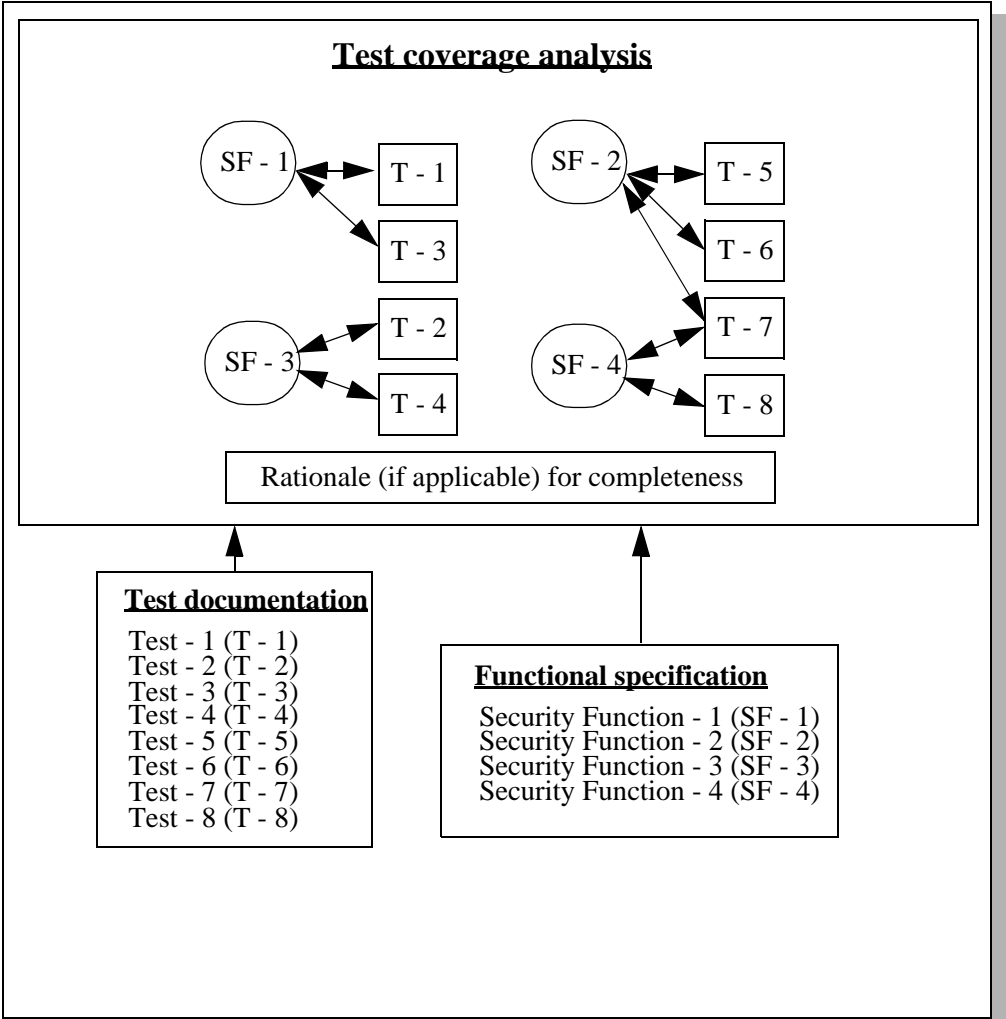 Test coverage analysis
SF - 1
T - 1
T - 3
SF - 2
T - 5
T - 6
SF - 3
T - 2
T - 4
SF - 4
T - 7
T - 8
Rationale (if applicable) for completeness
Test documentation
Test - 1 (T - 1)
Test - 2 (T - 2)
Test - 3 (T - 3)
Test - 4 (T - 4)
Test - 5 (T - 5)
Test - 6 (T - 6)
Test - 7 (T - 7)
Test - 8 (T - 8)
Functional specification
Security Function - 1 (SF - 1)
Security Function - 2 (SF - 2)
Security Function - 3 (SF - 3)
Security Function - 4 (SF - 4)